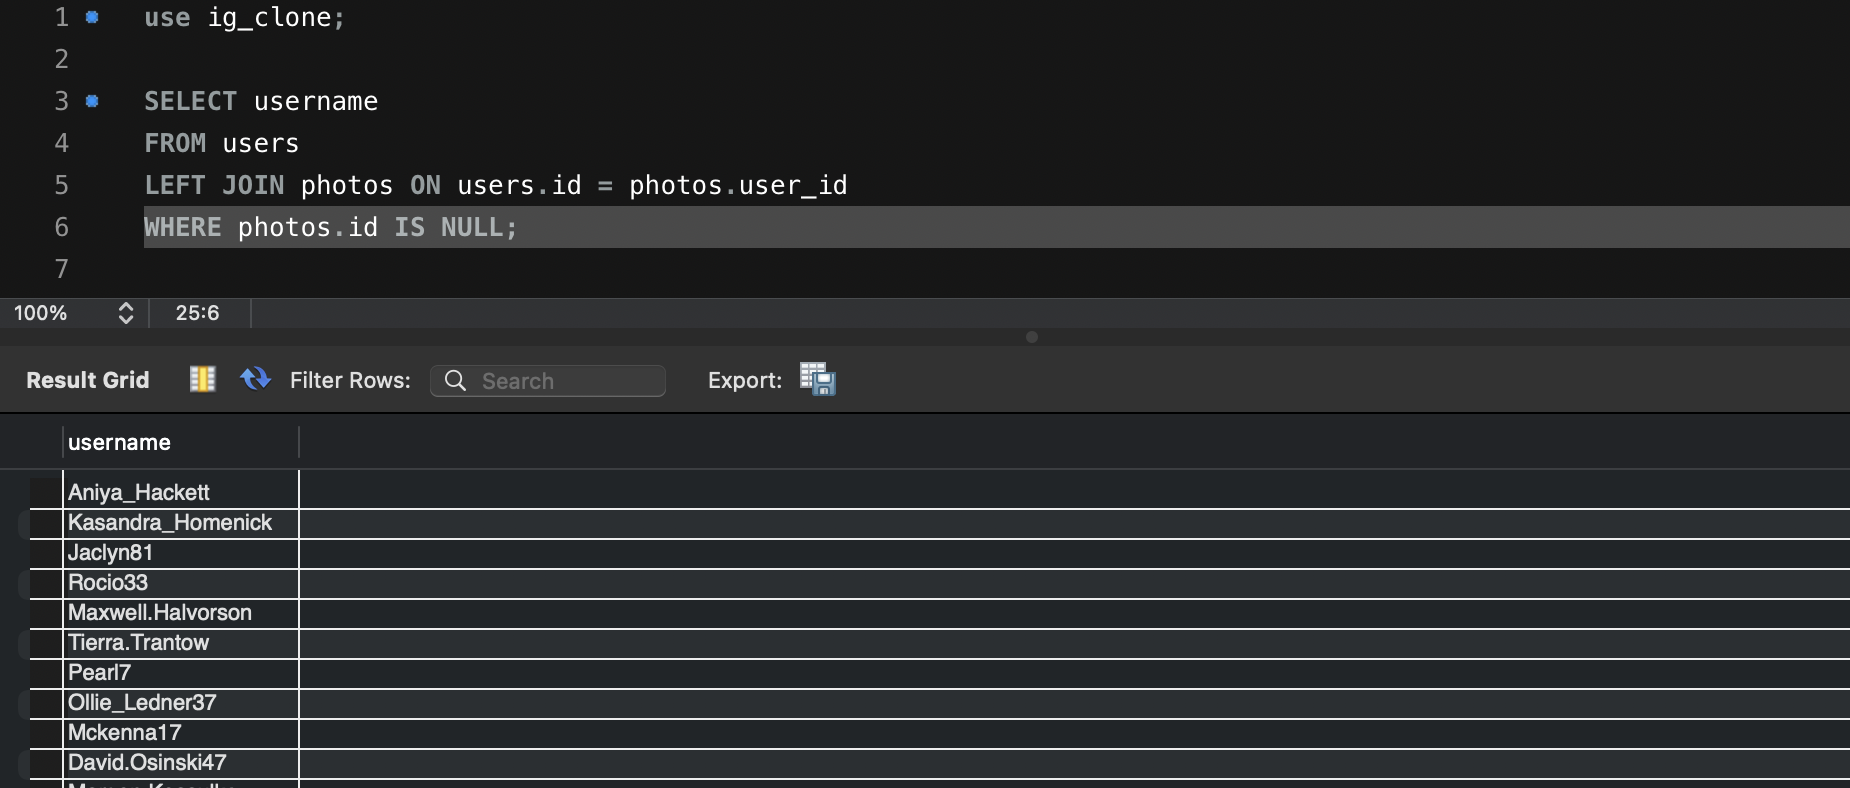 1 use ig_clone;
2
3 SELECT username
4 FROM users
5 LEFT JOIN photos ON users.id = photos.user_id
6 WHERE photos.id IS NULL;
7
100% 25:6
Result Grid Filter Rows: Search Export:
username
Aniya_Hackett
Kasandra_Homenick
Jaclyn81
Rocio33
Maxwell.Halvorson
Tierra.Trantow
Pearl7
Ollie_Ledner37
Mckenna17
David.Osinski47